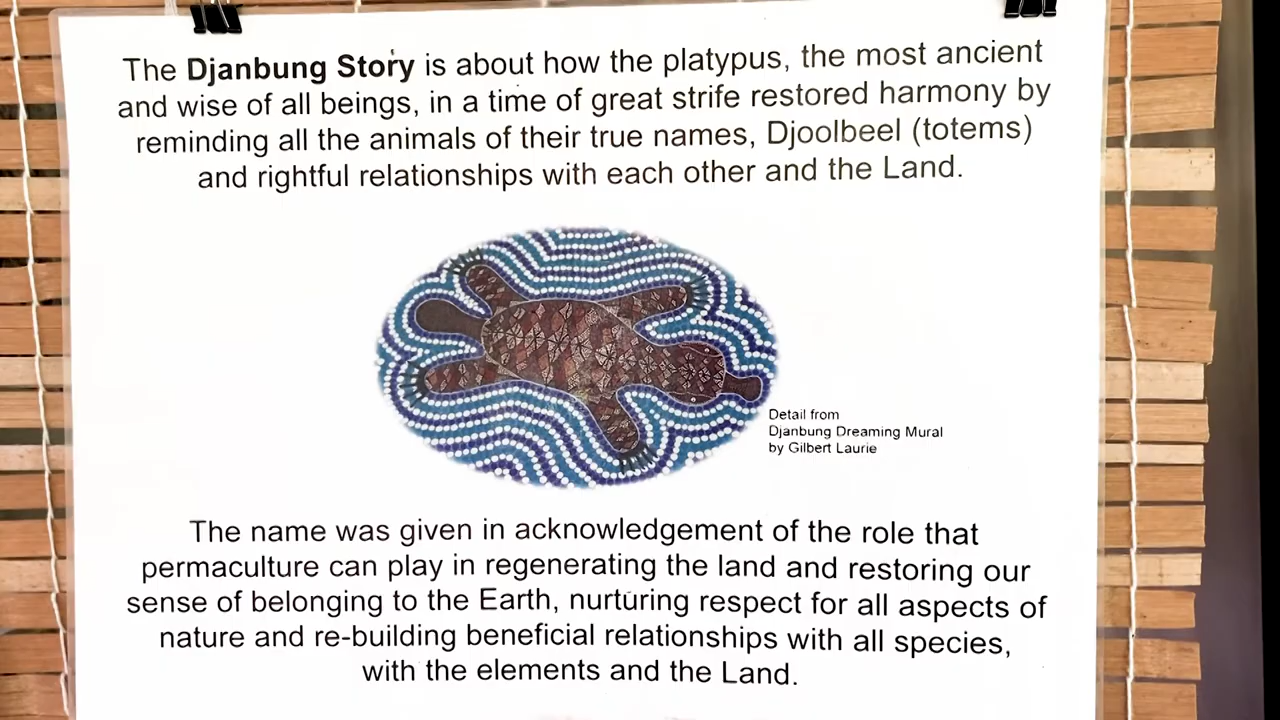 The Djanbung Story is about how the platypus, the most ancient
and wise of all beings, in a time of great strife restored harmony by
reminding all the animals of their true names, Djoolbeel (totems)
and rightful relationships with each other and the Land.
Detail from
Djanbung Dreaming Mural
by Gilbert Laurie
The name was given in acknowledgement of the role that
permaculture can play in regenerating the land and restoring our
sense of belonging to the Earth, nurturing respect for all aspects of
nature and re-building beneficial relationships with all species,
with the elements and the Land.